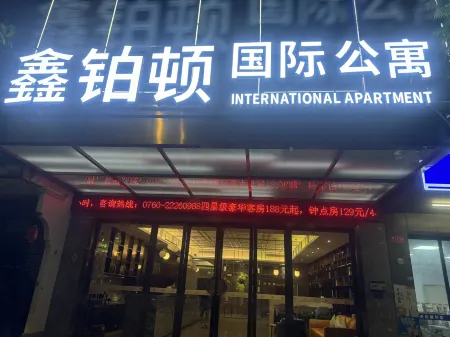 鑫铂顿 国际公寓
INTERNATIONAL APARTMENT
小时，咨询热线：0760-22260988四星级豪华客房188元起，钟点房129元/4